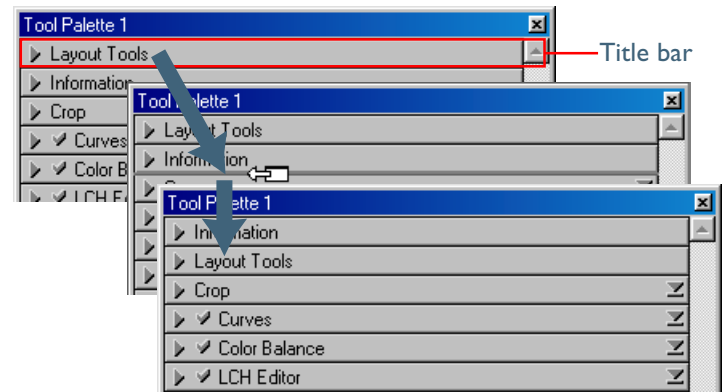 Tool Palette 1
Layout Tools
Title bar
Information
Crop
Curves
Color B
LCH E
Tool Palette 1
Layout Tools
Information
Tool Palette 1
Information
Layout Tools
Crop
Curves
Color Balance
LCH Editor